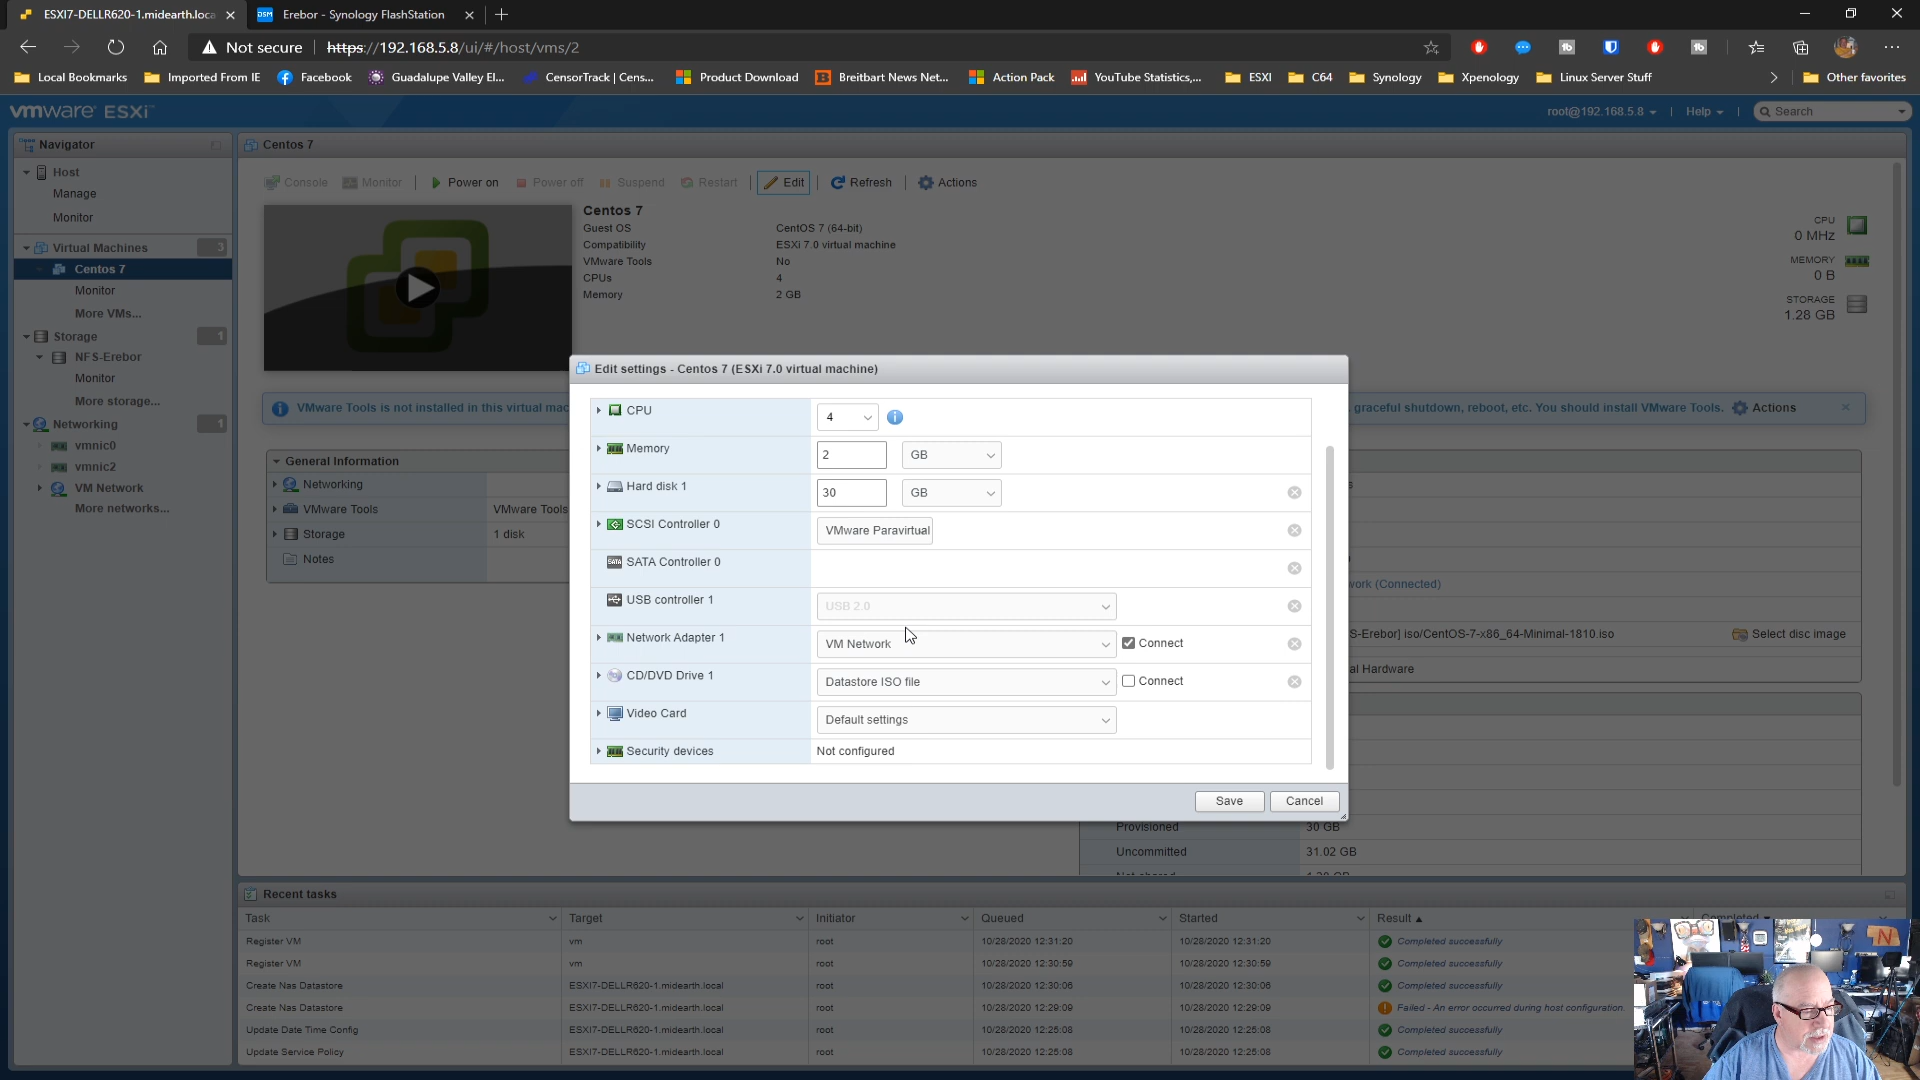 ESXI7-DELLR620-1.midearth.loca
Erebor - Synology FlashStation
Not secure
https://192.168.5.8/ui/#/host/vms/2
Local Bookmarks
Imported From IE
Facebook
Guadalupe Valley El...
CensorTrack | Cens...
Product Download
Breitbart News Net...
Action Pack
YouTube Statistics,...
ESXI
C64
Synology
Xpenology
Linux Server Stuff
Other favorites
vmware ESXi
root@192.168.5.8
Help
Search
Navigator
Host
Manage
Monitor
Virtual Machines 3
Centos 7
Monitor
More VMs...
Storage 1
NFS-Erebor
Monitor
More storage...
Networking 1
vmnic0
vmnic2
VM Network
More networks...
Centos 7
Console
Monitor
Power on
Power off
Suspend
Restart
Edit
Refresh
Actions
Centos 7
Guest OS CentOS 7 (64-bit)
Compatibility ESXi 7.0 virtual machine
VMware Tools No
CPUs 4
Memory 2 GB
CPU
0 MHz
MEMORY
0 B
STORAGE
1.28 GB
VMware Tools is not installed in this virtual mac
, graceful shutdown, reboot, etc. You should install VMware Tools.
Actions
General Information
Networking
VMware Tools VMware Tools
Storage 1 disk
Notes
Edit settings - Centos 7 (ESXi 7.0 virtual machine)
CPU 4
Memory 2 GB
Hard disk 1 30 GB
SCSI Controller 0 VMware Paravirtual
SATA Controller 0
USB controller 1 USB 2.0
Network Adapter 1 VM Network Connect
CD/DVD Drive 1 Datastore ISO file Connect
Video Card Default settings
Security devices Not configured
Save
Cancel
work (Connected)
S-Erebor] iso/CentOS-7-x86_64-Minimal-1810.iso
Select disc image
al Hardware
Provisioned 30 GB
Uncommitted 31.02 GB
Not-shared 1.28 GB
Recent tasks
Task Target Initiator Queued Started Result Completed
Register VM vm root 10/28/2020 12:31:20 10/28/2020 12:31:20 Completed successfully
Register VM vm root 10/28/2020 12:30:59 10/28/2020 12:30:59 Completed successfully
Create Nas Datastore ESXI7-DELLR620-1.midearth.local root 10/28/2020 12:30:06 10/28/2020 12:30:06 Completed successfully
Create Nas Datastore ESXI7-DELLR620-1.midearth.local root 10/28/2020 12:29:09 10/28/2020 12:29:09 Failed - An error occurred during host configuration
Update Date Time Config ESXI7-DELLR620-1.midearth.local root 10/28/2020 12:25:08 10/28/2020 12:25:08 Completed successfully
Update Service Policy ESXI7-DELLR620-1.midearth.local root 10/28/2020 12:25:08 10/28/2020 12:25:08 Completed successfully